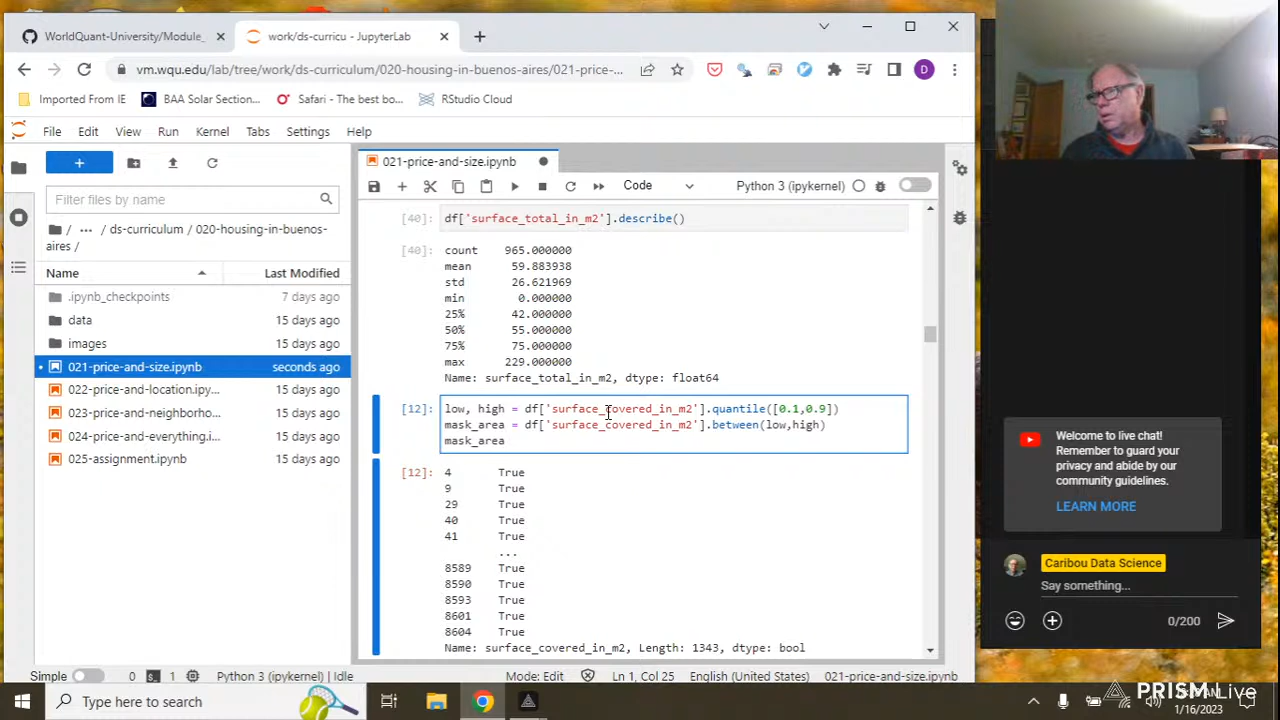 WorldQuant-University/Module_
work/ds-curricu - JupyterLab
vm.wqu.edu/lab/tree/work/ds-curriculum/020-housing-in-buenos-aires/021-price-...
D
Imported From IE
BAA Solar Section...
Safari - The best bo...
RStudio Cloud
File Edit View Run Kernel Tabs Settings Help
Filter files by name
/ ... / ds-curriculum / 020-housing-in-buenos-
aires /
Name Last Modified
.ipynb_checkpoints 7 days ago
data 15 days ago
images 15 days ago
021-price-and-size.ipynb seconds ago
022-price-and-location.ipy... 15 days ago
023-price-and-neighborho... 15 days ago
024-price-and-everything.i... 15 days ago
025-assignment.ipynb 15 days ago
021-price-and-size.ipynb
Code
Python 3 (ipykernel)
[40]: df['surface_total_in_m2'].describe()
[40]: count 965.000000
mean 59.883938
std 26.621969
min 0.000000
25% 42.000000
50% 55.000000
75% 75.000000
max 229.000000
Name: surface_total_in_m2, dtype: float64
[12]: low, high = df['surface_covered_in_m2'].quantile([0.1,0.9])
mask_area = df['surface_covered_in_m2'].between(low,high)
mask_area
[12]: 4 True
9 True
29 True
40 True
41 True
...
8589 True
8590 True
8593 True
8601 True
8604 True
Name: surface_covered_in_m2, Length: 1343, dtype: bool
Simple 0 1 Python 3 (ipykernel) Mode: Edit Ln 1, Col 25 English (United States) 021-price-and-size.ipynb
Welcome to live chat!
Remember to guard your
privacy and abide by our
community guidelines.
LEARN MORE
Caribou Data Science
Say something...
0/200
Type here to search
PRISM Live
1/16/2023